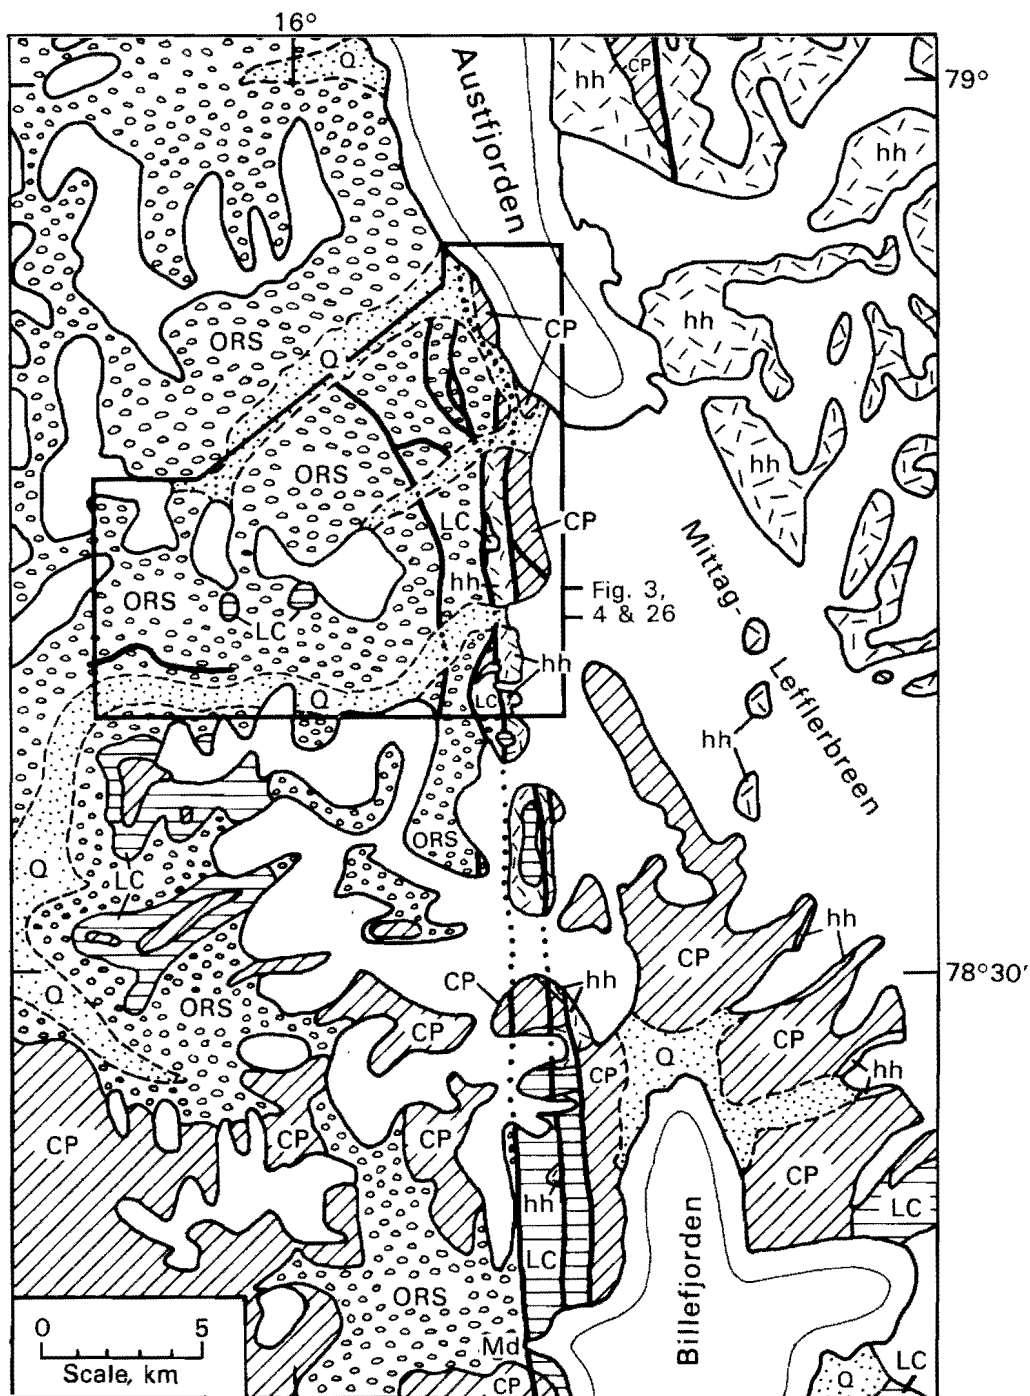 16°
79°
Q
Austfjorden
hh
CP
hh
ORS
Q
CP
hh
hh
ORS
LC
CP
Mittag-
Lefflerbreen
hh
Fig. 3,
4 & 26
ORS
LC
hh
Q
LC
hh
ORS
Q
LC
hh
CP
CP
hh
78°30'
Q
ORS
CP
Q
CP
hh
CP
CP
CP
CP
CP
hh
LC
LC
Billefjorden
ORS
0 5
Scale, km
Md
CP
Q
LC